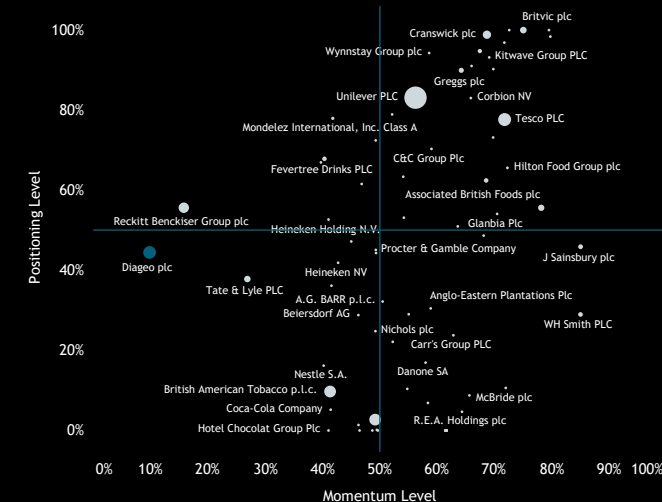 Britvic plc
100%
Cranswick plc
Wynnstay Group plc
Kitwave Group PLC
Greggs plc
Unilever PLC
Corbion NV
80%
Tesco PLC
Mondelez International, Inc. Class A
C&C Group Plc
Fevertree Drinks PLC
Hilton Food Group plc
60%
Associated British Foods plc
Reckitt Benckiser Group plc
Heineken Holding N.V.
Glanbia Plc
Positioning Level
Procter & Gamble Company
J Sainsbury plc
Diageo plc
Heineken NV
40%
Tate & Lyle PLC
A.G. BARR p.l.c.
Anglo-Eastern Plantations Plc
Beiersdorf AG
WH Smith PLC
Nichols plc
Carr's Group PLC
20%
Nestle S.A.
Danone SA
British American Tobacco p.l.c.
McBride plc
Coca-Cola Company
R.E.A. Holdings plc
Hotel Chocolat Group Plc
0%
0% 10% 20% 30% 40% 50% 60% 70% 80% 90% 100%
Momentum Level